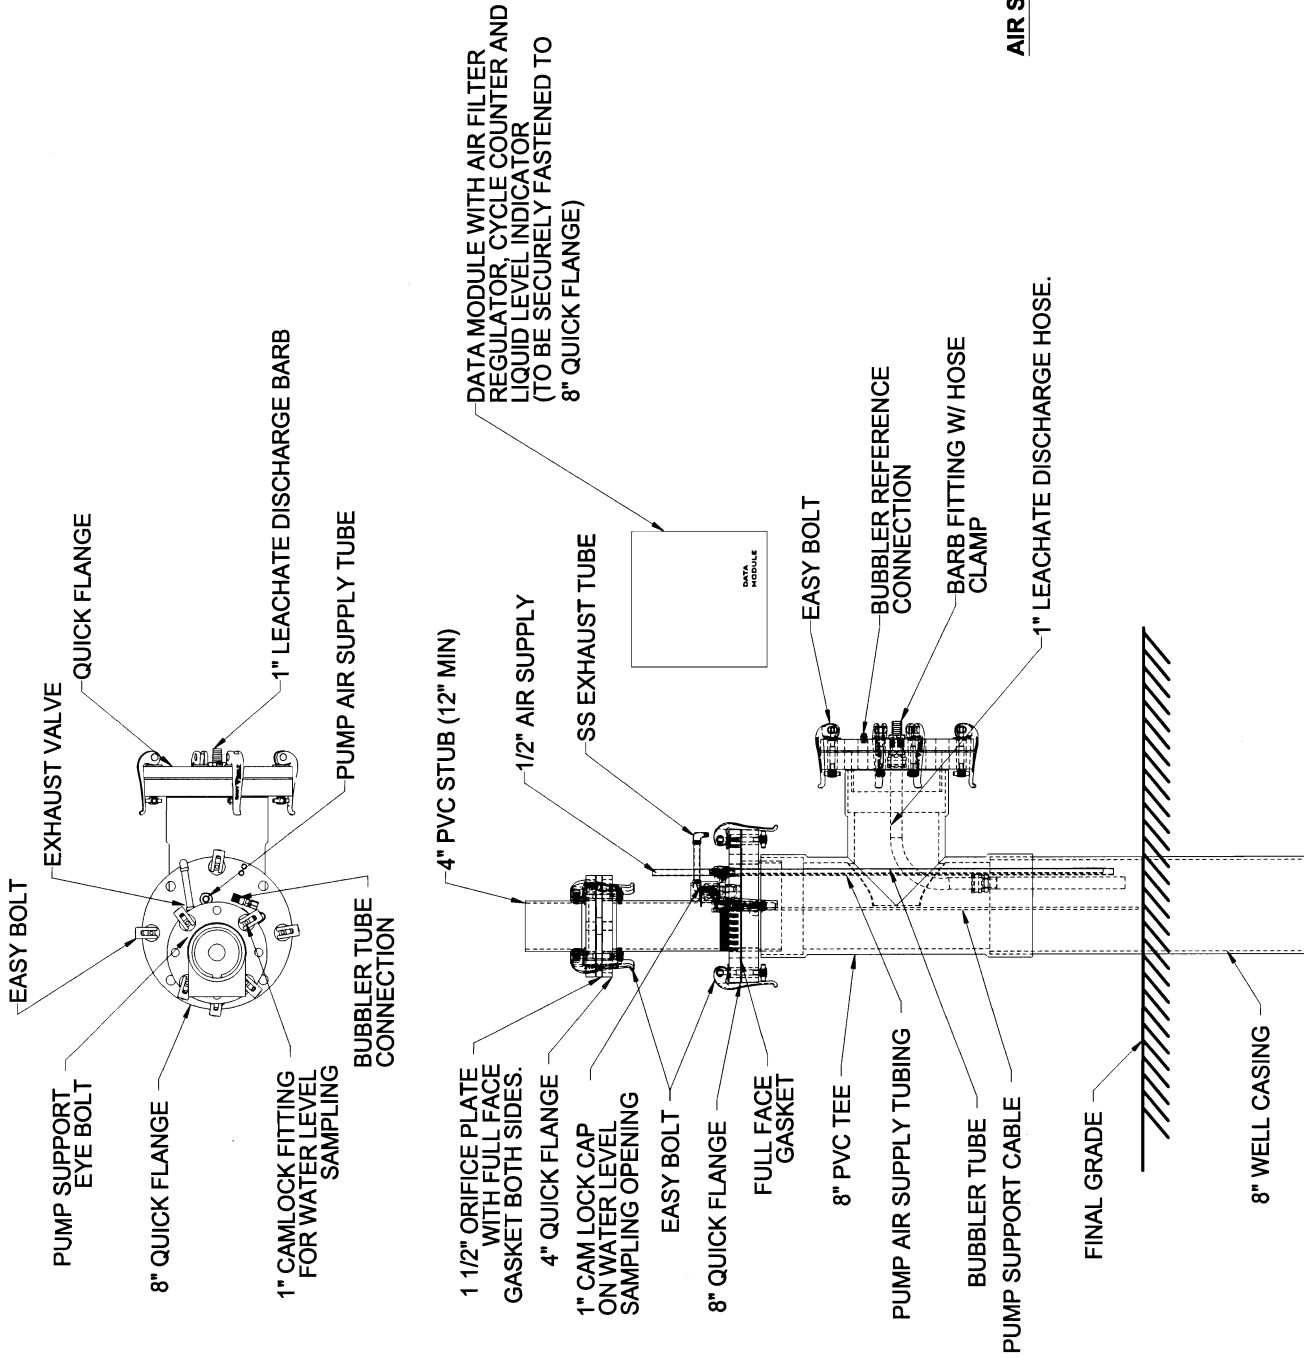 EASY BOLT
EXHAUST VALVE
QUICK FLANGE
1" LEACHATE DISCHARGE BARB
PUMP AIR SUPPLY TUBE
PUMP SUPPORT
EYE BOLT
8" QUICK FLANGE
1" CAMLOCK FITTING
FOR WATER LEVEL
SAMPLING
BUBBLER TUBE
CONNECTION
4" PVC STUB (12" MIN)
1/2" AIR SUPPLY
SS EXHAUST TUBE
DATA MODULE WITH AIR FILTER
REGULATOR, CYCLE COUNTER AND
LIQUID LEVEL INDICATOR
(TO BE SECURELY FASTENED TO
8" QUICK FLANGE)
DATA
MODULE
1 1/2" ORIFICE PLATE
WITH FULL FACE
GASKET BOTH SIDES.
4" QUICK FLANGE
1" CAM LOCK CAP
ON WATER LEVEL
SAMPLING OPENING
EASY BOLT
8" QUICK FLANGE
FULL FACE
GASKET
8" PVC TEE
PUMP AIR SUPPLY TUBING
BUBBLER TUBE
PUMP SUPPORT CABLE
FINAL GRADE
8" WELL CASING
EASY BOLT
BUBBLER REFERENCE
CONNECTION
BARB FITTING W/ HOSE
CLAMP
1" LEACHATE DISCHARGE HOSE.
AIR S